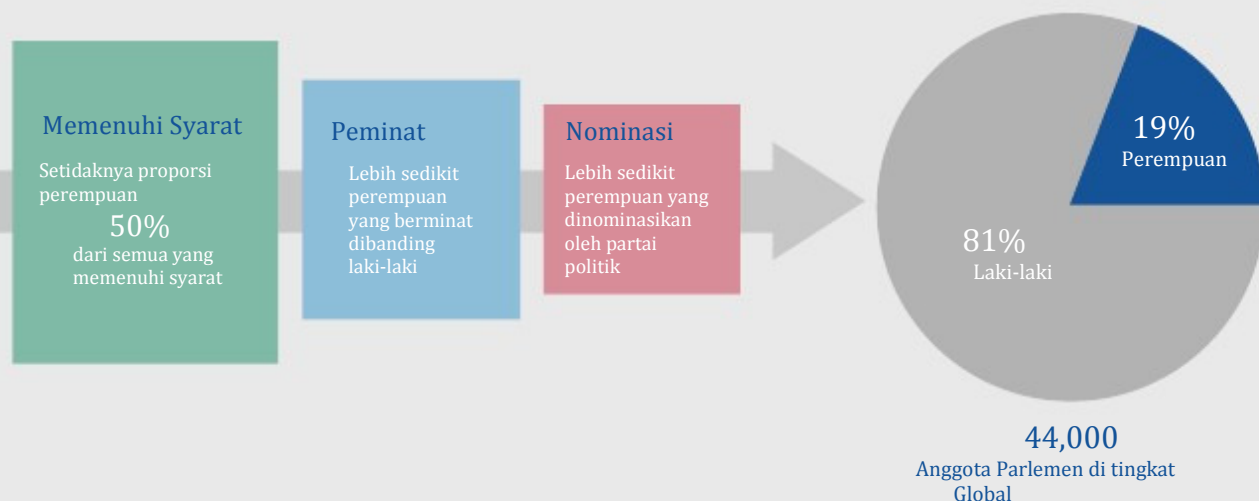 Memenuhi Syarat
Setidaknya proporsi
perempuan
50%
dari semua yang
memenuhi syarat
Peminat
Lebih sedikit
perempuan
yang berminat
dibanding
laki-laki
Nominasi
Lebih sedikit
perempuan yang
dinominasikan
oleh partai
politik
19%
Perempuan
81%
Laki-laki
44,000
Anggota Parlemen di tingkat
Global